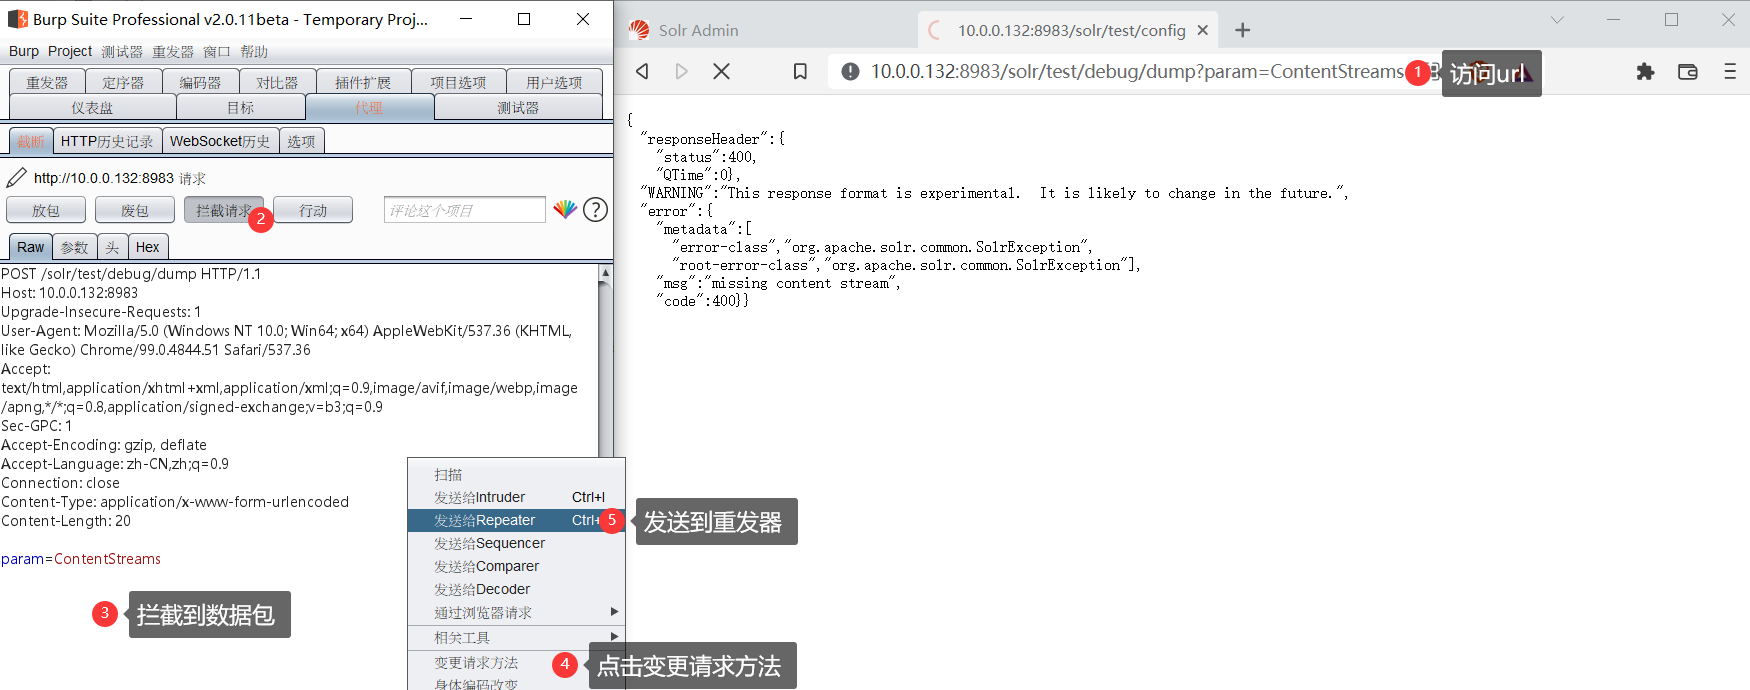 Burp Suite Professional v2.0.11beta - Temporary Proj...
Burp Project 测试器 重发器 窗口 帮助
重发器 定序器 编码器 对比器 插件扩展 项目选项 用户选项
仪表盘 目标 代理 测试器
截断 HTTP历史记录 WebSocket历史 选项
http://10.0.0.132:8983 请求
放包 废包 拦截请求 2 行动 评论这个项目 ?
Raw 参数 头 Hex
POST /solr/test/debug/dump HTTP/1.1
Host: 10.0.0.132:8983
Upgrade-Insecure-Requests: 1
User-Agent: Mozilla/5.0 (Windows NT 10.0; Win64; x64) AppleWebKit/537.36 (KHTML,
like Gecko) Chrome/99.0.4844.51 Safari/537.36
Accept:
text/html,application/xhtml+xml,application/xml;q=0.9,image/avif,image/webp,image
/apng,*/*;q=0.8,application/signed-exchange;v=b3;q=0.9
Sec-GPC: 1
Accept-Encoding: gzip, deflate
Accept-Language: zh-CN,zh;q=0.9
Connection: close
Content-Type: application/x-www-form-urlencoded
Content-Length: 20
param=ContentStreams
3 拦截到数据包
扫描
发送给Intruder Ctrl+I
发送给Repeater Ctrl+ 5 发送到重发器
发送给Sequencer
发送给Comparer
发送给Decoder
通过浏览器请求
相关工具
变更请求方法 4 点击变更请求方法
身体编码改变
Solr Admin
10.0.0.132:8983/solr/test/config
10.0.0.132:8983/solr/test/debug/dump?param=ContentStreams 1 访问url
{
"responseHeader":{
"status":400,
"QTime":0},
"WARNING":"This response format is experimental.  It is likely to change in the future.",
"error":{
"metadata":[
"error-class","org.apache.solr.common.SolrException",
"root-error-class","org.apache.solr.common.SolrException"],
"msg":"missing content stream",
"code":400}}